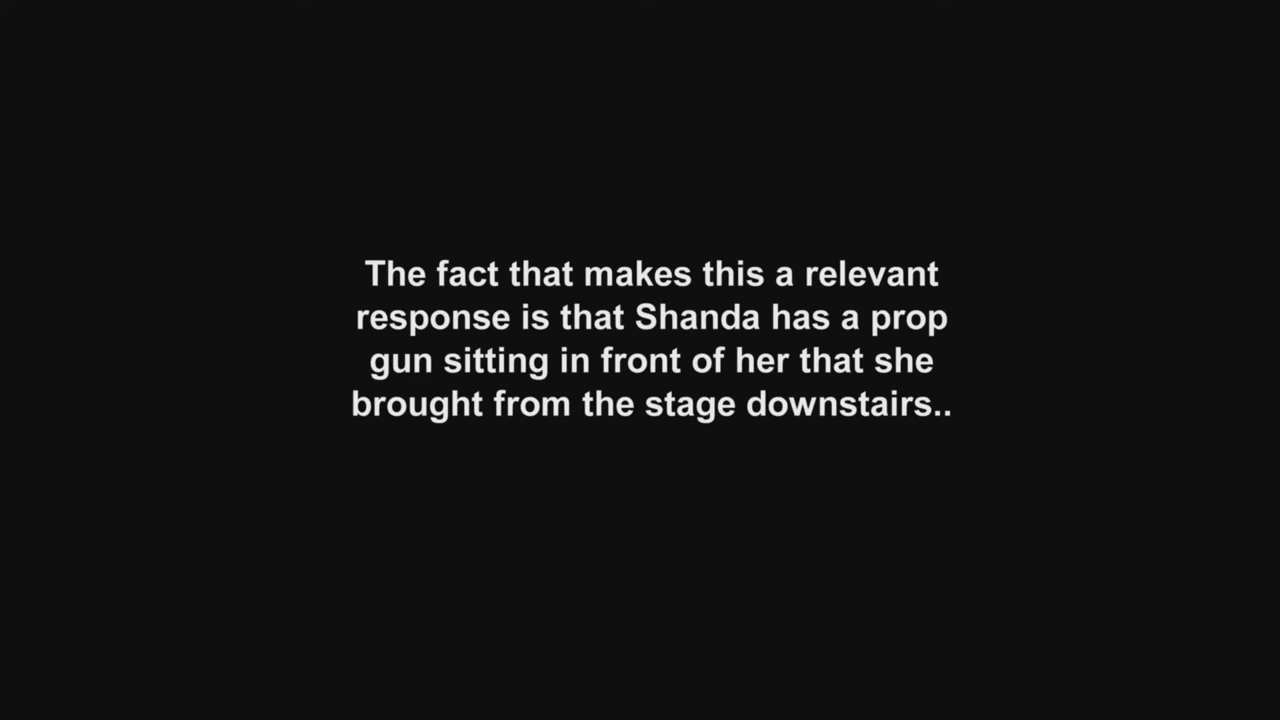 The fact that makes this a relevant
response is that Shanda has a prop
gun sitting in front of her that she
brought from the stage downstairs..